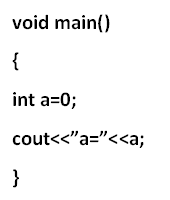 void main()
{
int a=0;
cout<<”a=”<<a;
}